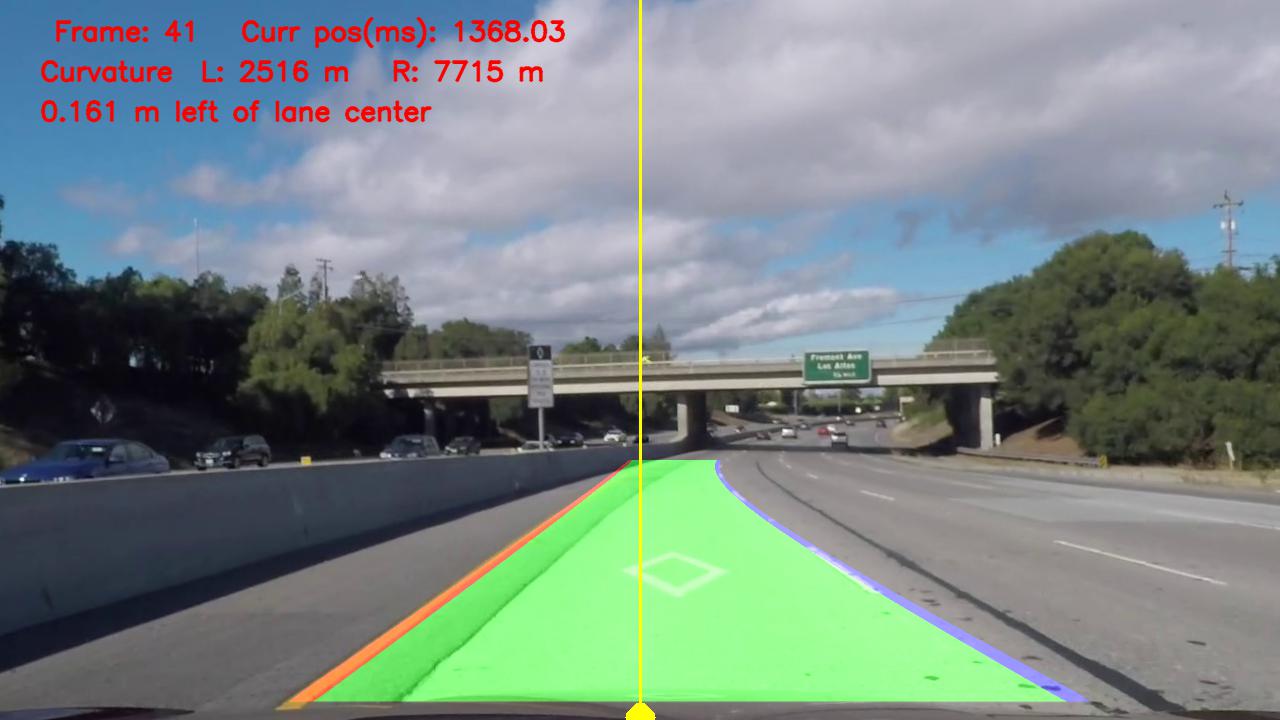 Frame: 41 Curr pos(ms): 1368.03
Curvature L: 2516 m R: 7715 m
0.161 m left of lane center
Fremont Ave
Los Altos